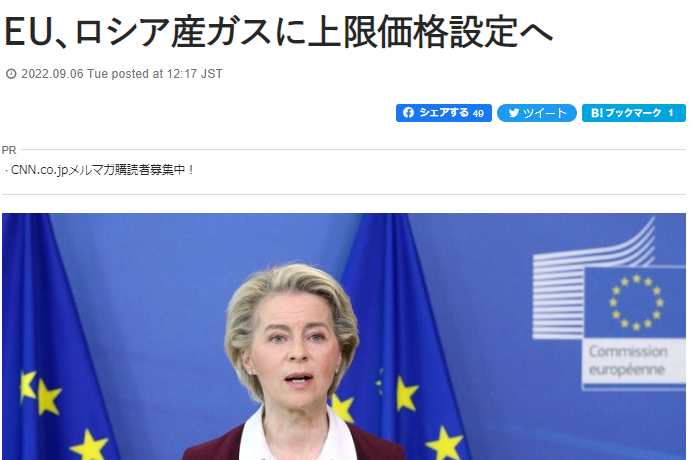 EU、ロシア産ガスに上限価格設定へ
2022.09.06 Tue posted at 12:17 JST
シェアする 49 ツイート B!ブックマーク 1
PR
・CNN.co.jpメルマガ購読者募集中！
Commission
européenne